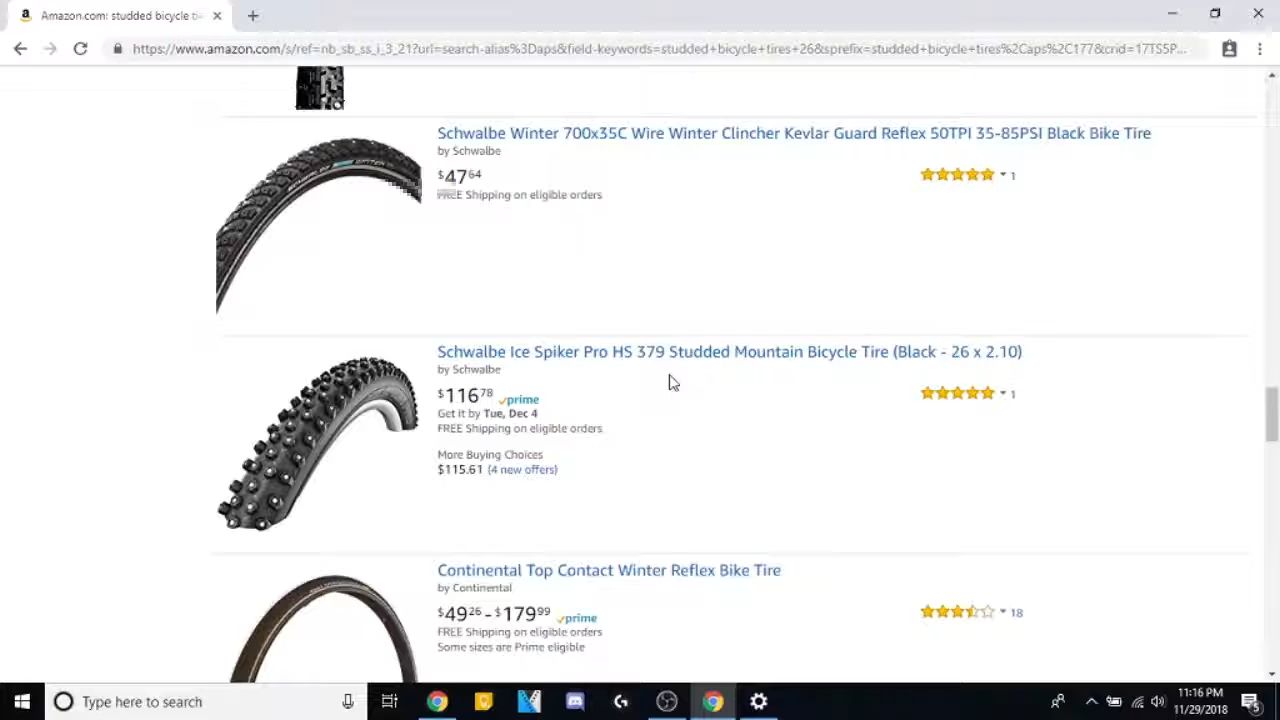 Amazon.com: studded bicycle ti
https://www.amazon.com/s/ref=nb_sb_ss_i_3_21?url=search-alias%3Daps&field-keywords=studded+bicycle+tires+26&sprefix=studded+bicycle+tires%2Caps%2C177&crid=17TS5P...
Schwalbe Winter 700x35C Wire Winter Clincher Kevlar Guard Reflex 50TPI 35-85PSI Black Bike Tire
by Schwalbe
$47 64
1
FREE Shipping on eligible orders
Schwalbe Ice Spiker Pro HS 379 Studded Mountain Bicycle Tire (Black - 26 x 2.10)
by Schwalbe
$116 78 prime
1
Get it by Tue, Dec 4
FREE Shipping on eligible orders
More Buying Choices
$115.61 (4 new offers)
Continental Top Contact Winter Reflex Bike Tire
by Continental
$49 26 - $179 99 prime
18
FREE Shipping on eligible orders
Some sizes are Prime eligible
Type here to search
11:16 PM
11/29/2018